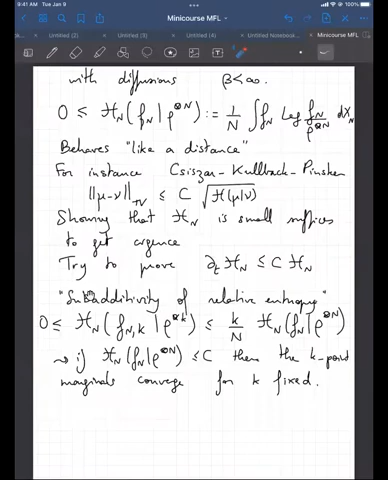 9:41 AM Tue Jan 9
Minicourse MFL
Untitled (2)
Untitled (3)
Untitled (4)
Untitled Notebook...
Minicourse MFL
with diffusions β<∞.
0 ≤ ℋ_N(f_N | ρ^{⊗N}) := 1/N ∫ f_N Log f_N/ρ^{⊗N} dX_N
Behaves "like a distance"
For instance Csiszar-Kullback-Pinsker
||μ-ν||_{TV} ≤ C √ℋ(μ|ν)
Showing that ℋ_N is small suffices
to get cvgence
Try to prove ∂_t ℋ_N ≤ C ℋ_N
"Subadditivity of relative entropy"
0 ≤ ℋ_N(f_{N,k} | ρ^{⊗k}) ≤ k/N ℋ_N(f_N | ρ^{⊗N})
⇝ if ℋ_N(f_N | ρ^{⊗N}) ≤ C then the k-point
marginals converge for k fixed.